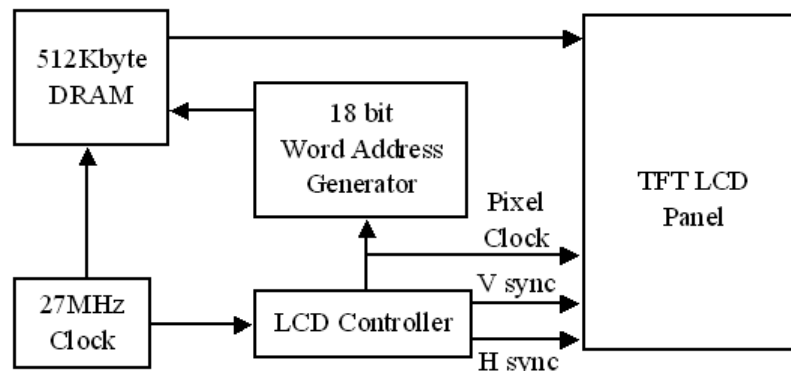 512Kbyte
DRAM
18 bit
Word Address
Generator
TFT LCD
Panel
Pixel
Clock
V sync
H sync
27MHz
Clock
LCD Controller